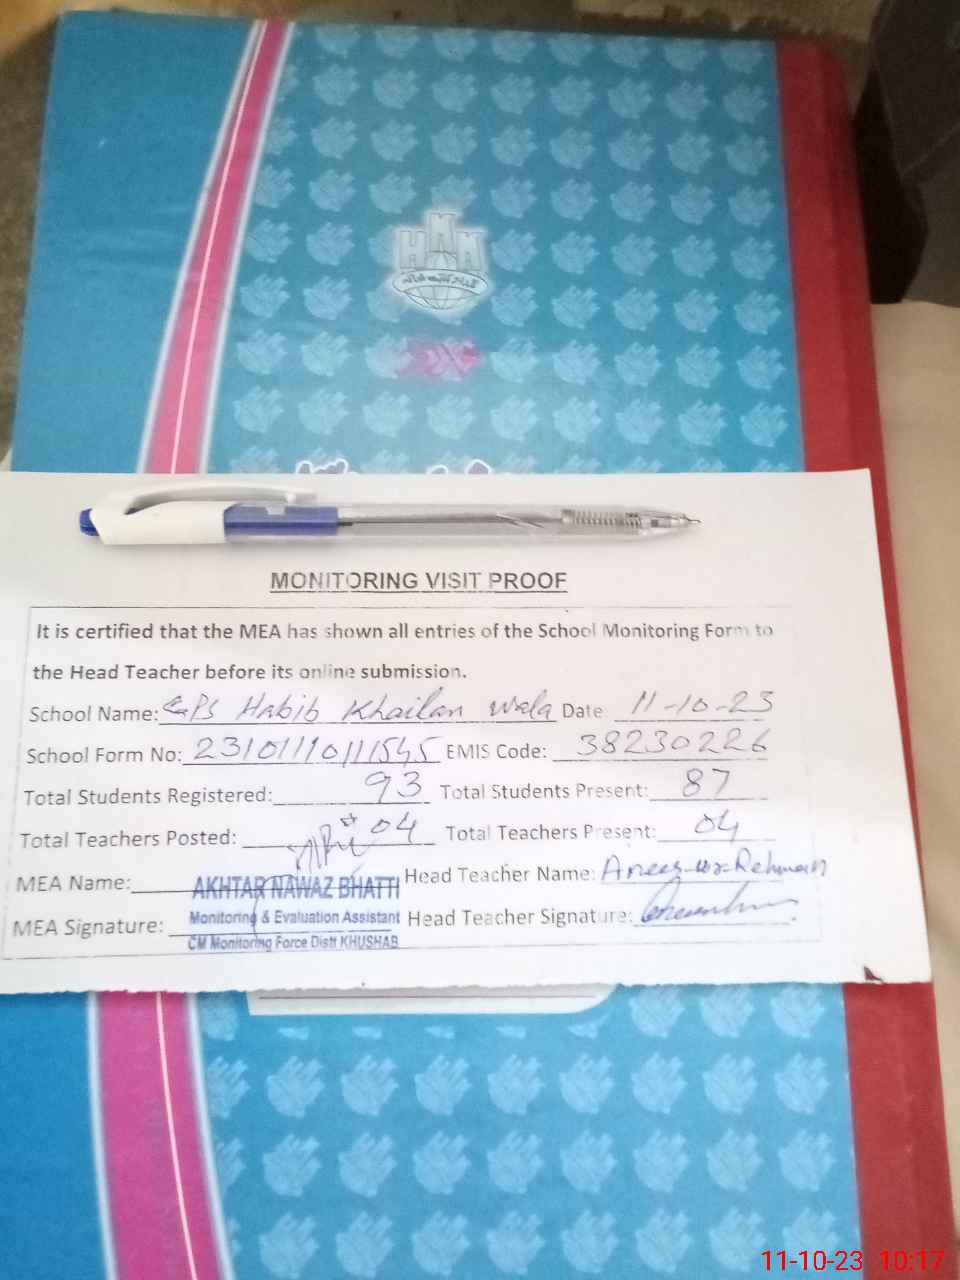 MONITORING VISIT PROOF
It is certified that the MEA has shown all entries of the School Monitoring Form to
the Head Teacher before its online submission.
School Name: GPS Habib Khailan Wala Date 11-10-23
School Form No: 23101110111545 EMIS Code: 38230226
Total Students Registered: 93 Total Students Present: 87
Total Teachers Posted: 04 Total Teachers Present: 04
MEA Name: AKHTAR NAWAZ BHATTI Head Teacher Name: Anees-ur-Rehman
MEA Signature: Monitoring & Evaluation Assistant Head Teacher Signature:
CM Monitoring Force Distt KHUSHAB
11-10-23 10:17